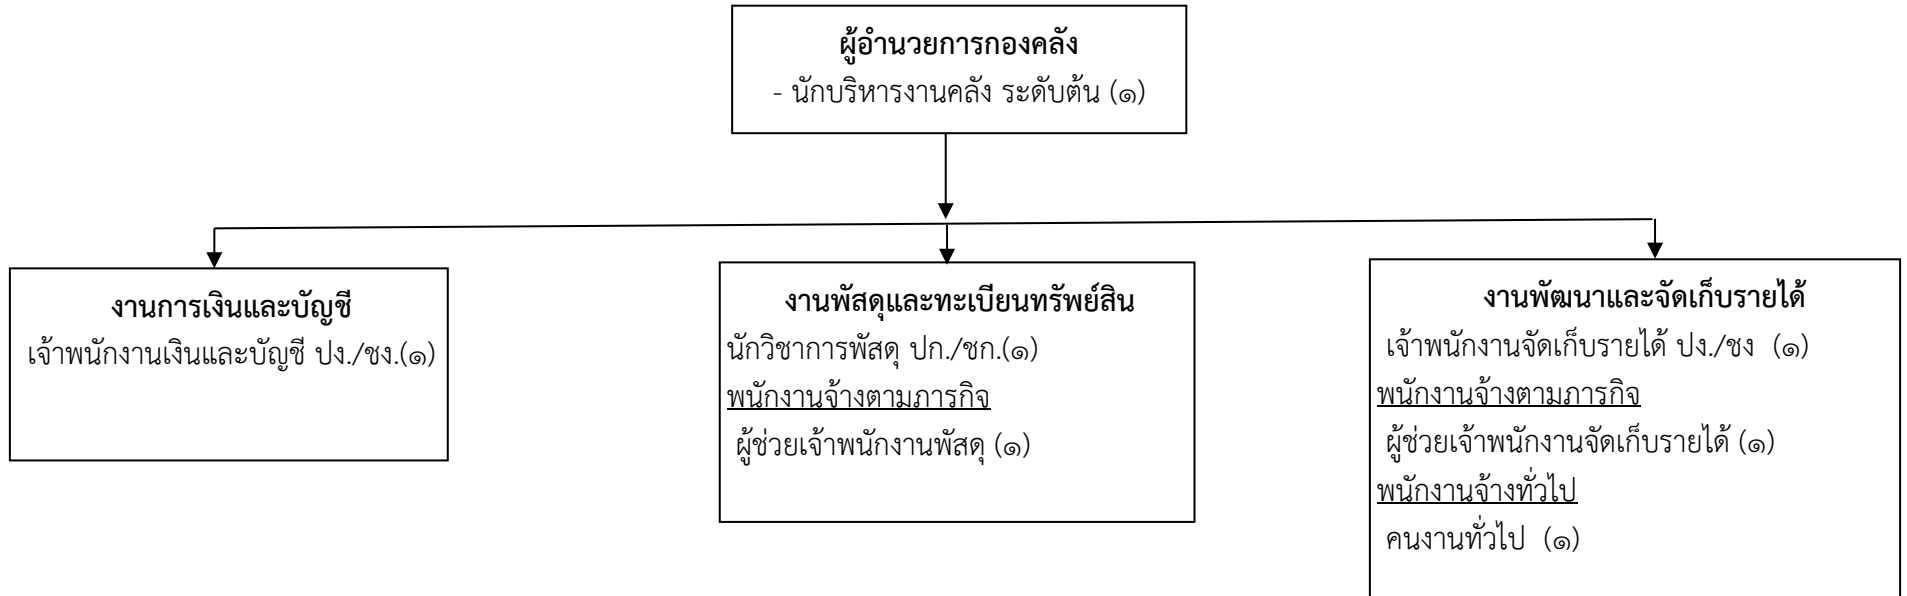 ผู้อำนวยการกองคลัง
- นักบริหารงานคลัง ระดับต้น (๑)
งานการเงินและบัญชี
เจ้าพนักงานเงินและบัญชี ปง./ชง.(๑)
งานพัสดุและทะเบียนทรัพย์สิน
นักวิชาการพัสดุ ปก./ชก.(๑)
พนักงานจ้างตามภารกิจ
ผู้ช่วยเจ้าพนักงานพัสดุ (๑)
งานพัฒนาและจัดเก็บรายได้
เจ้าพนักงานจัดเก็บรายได้ ปง./ชง (๑)
พนักงานจ้างตามภารกิจ
ผู้ช่วยเจ้าพนักงานจัดเก็บรายได้ (๑)
พนักงานจ้างทั่วไป
คนงานทั่วไป (๑)